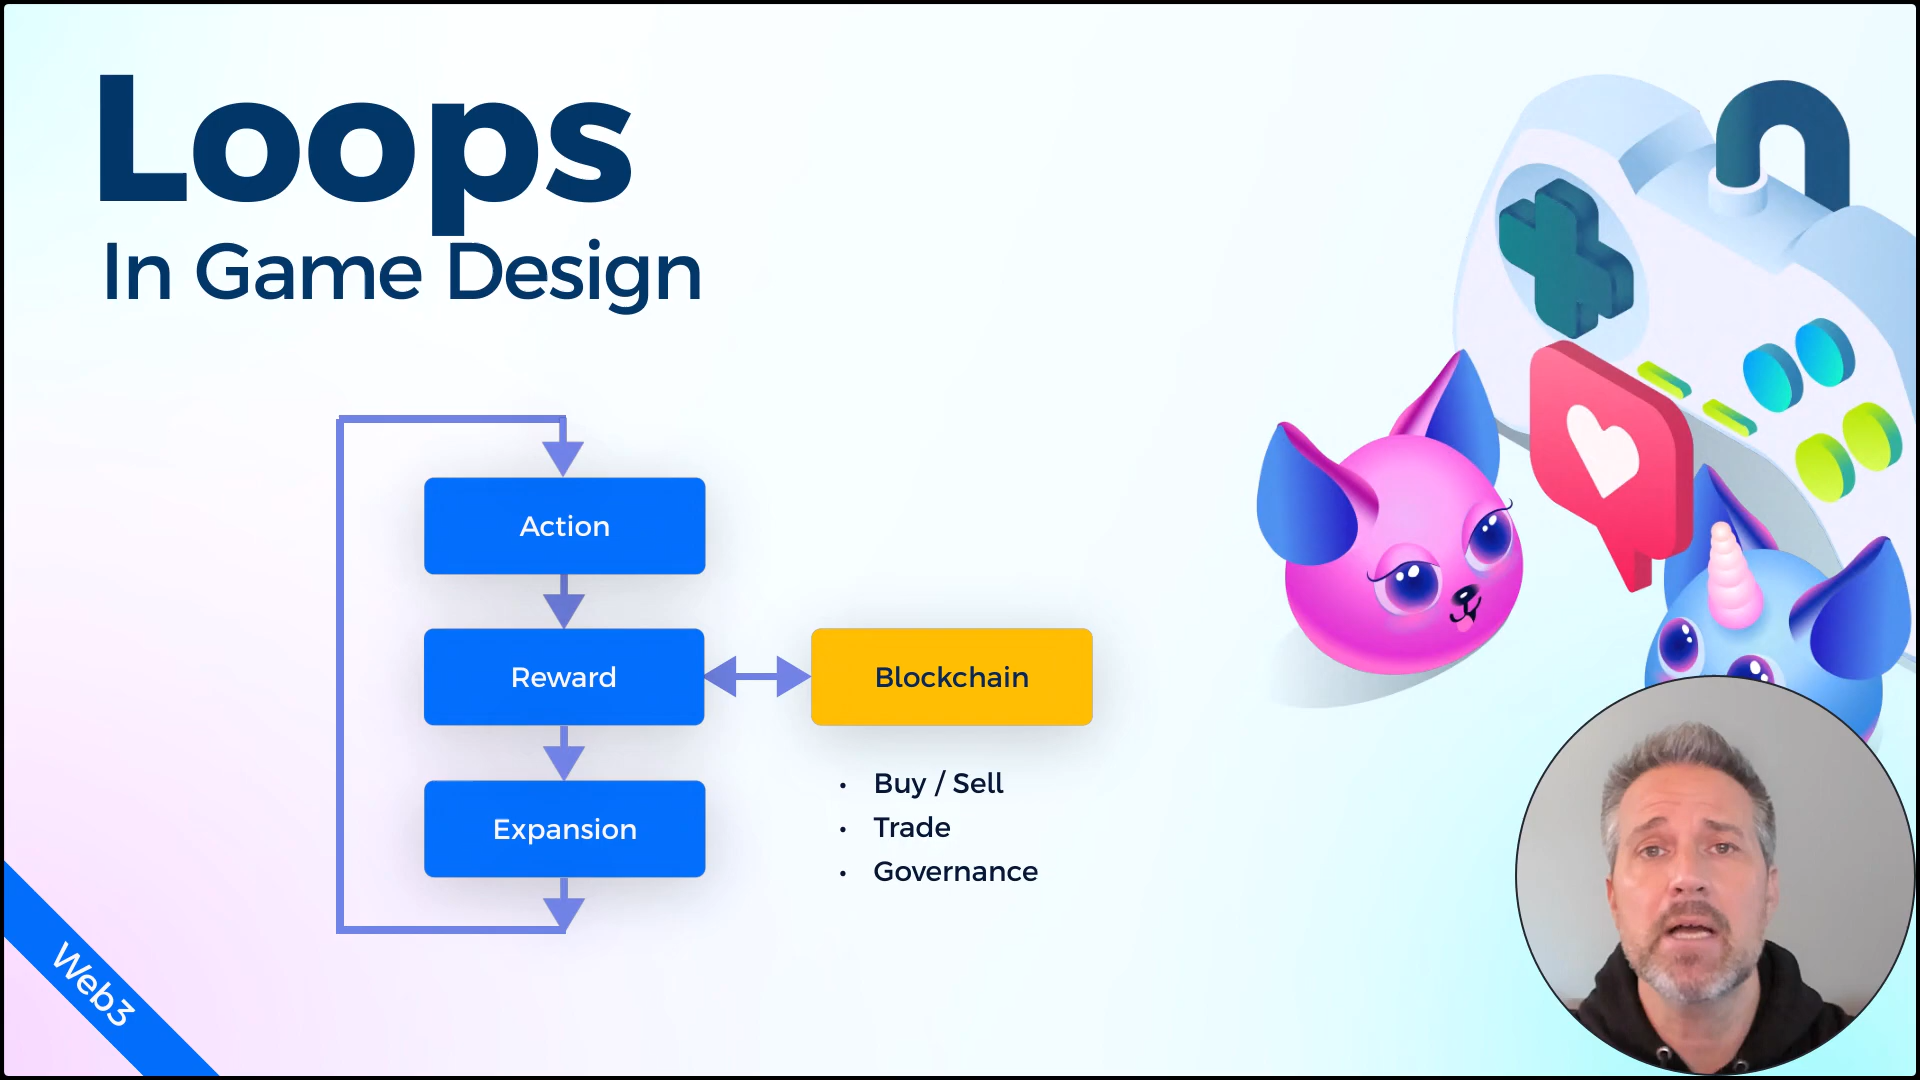 Loops
In Game Design
Action
Reward
Blockchain
Expansion
• Buy / Sell
• Trade
• Governance
Web3